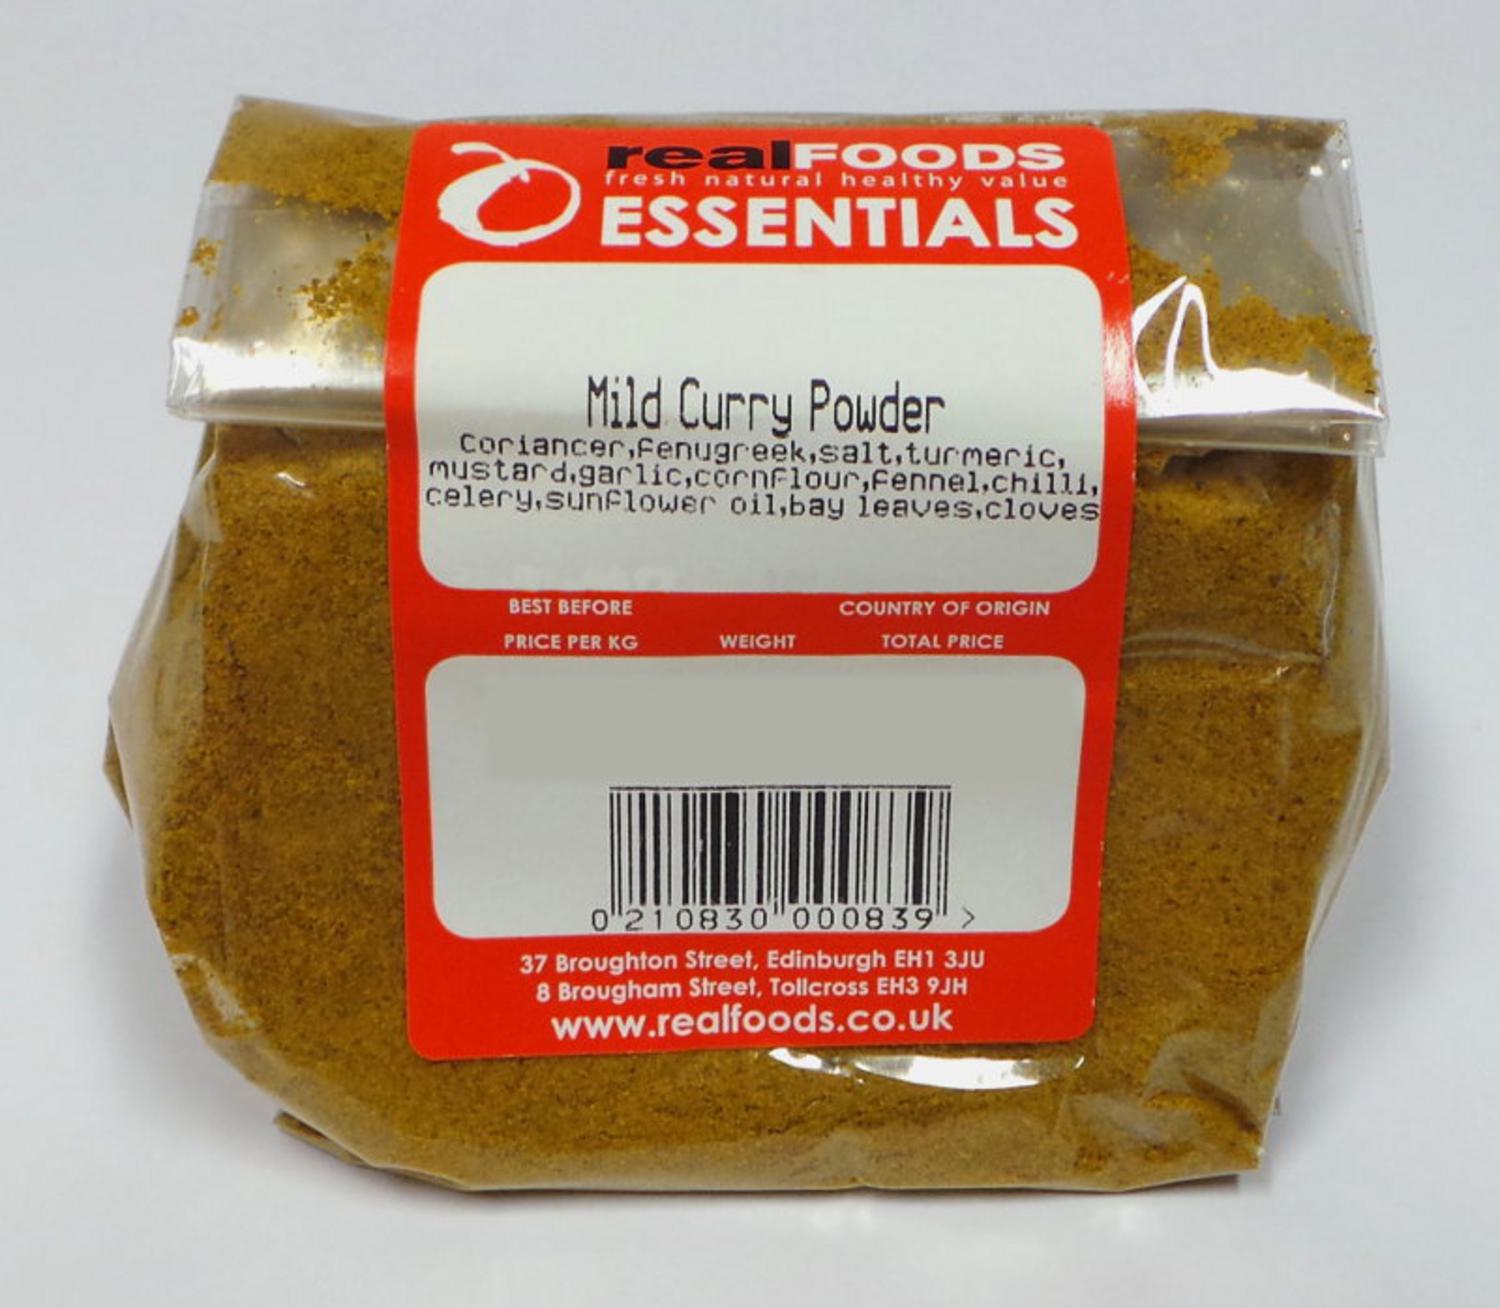 realFOODS
fresh natural healthy value
ESSENTIALS
Mild Curry Powder
Coriancer,fenugreek,salt,turmeric,
mustard,garlic,cornflour,fennel,chilli,
celery,sunflower oil,bay leaves,cloves
BEST BEFORE COUNTRY OF ORIGIN
PRICE PER KG WEIGHT TOTAL PRICE
0 210830 000839 >
37 Broughton Street, Edinburgh EH1 3JU
8 Brougham Street, Tollcross EH3 9JH
www.realfoods.co.uk